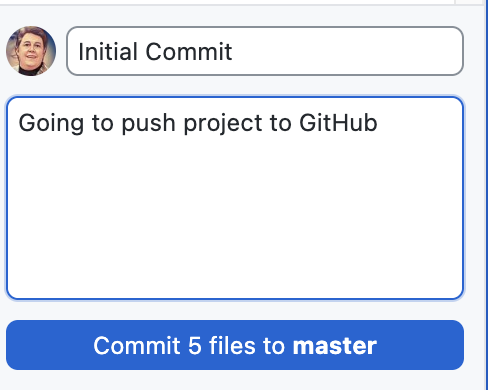 Initial Commit
Going to push project to GitHub
Commit 5 files to master